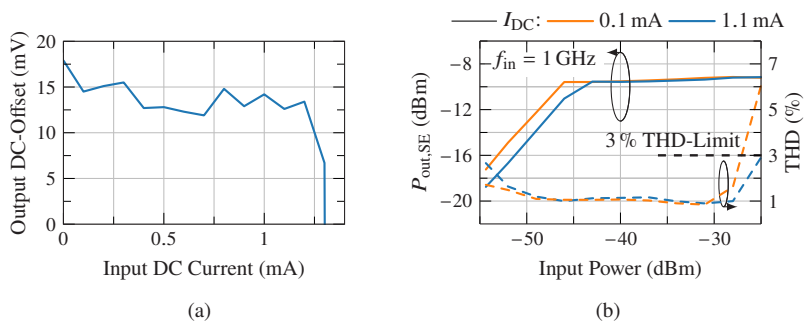 I_DC: 0.1 mA 1.1 mA
Output DC-Offset (mV)
20
15
10
5
0
0 0.5 1
Input DC Current (mA)
(a)
P_out,SE (dBm)
−8
−12
−16
−20
f_in = 1 GHz
3 % THD-Limit
7
5
3
1
THD (%)
−50 −40 −30
Input Power (dBm)
(b)